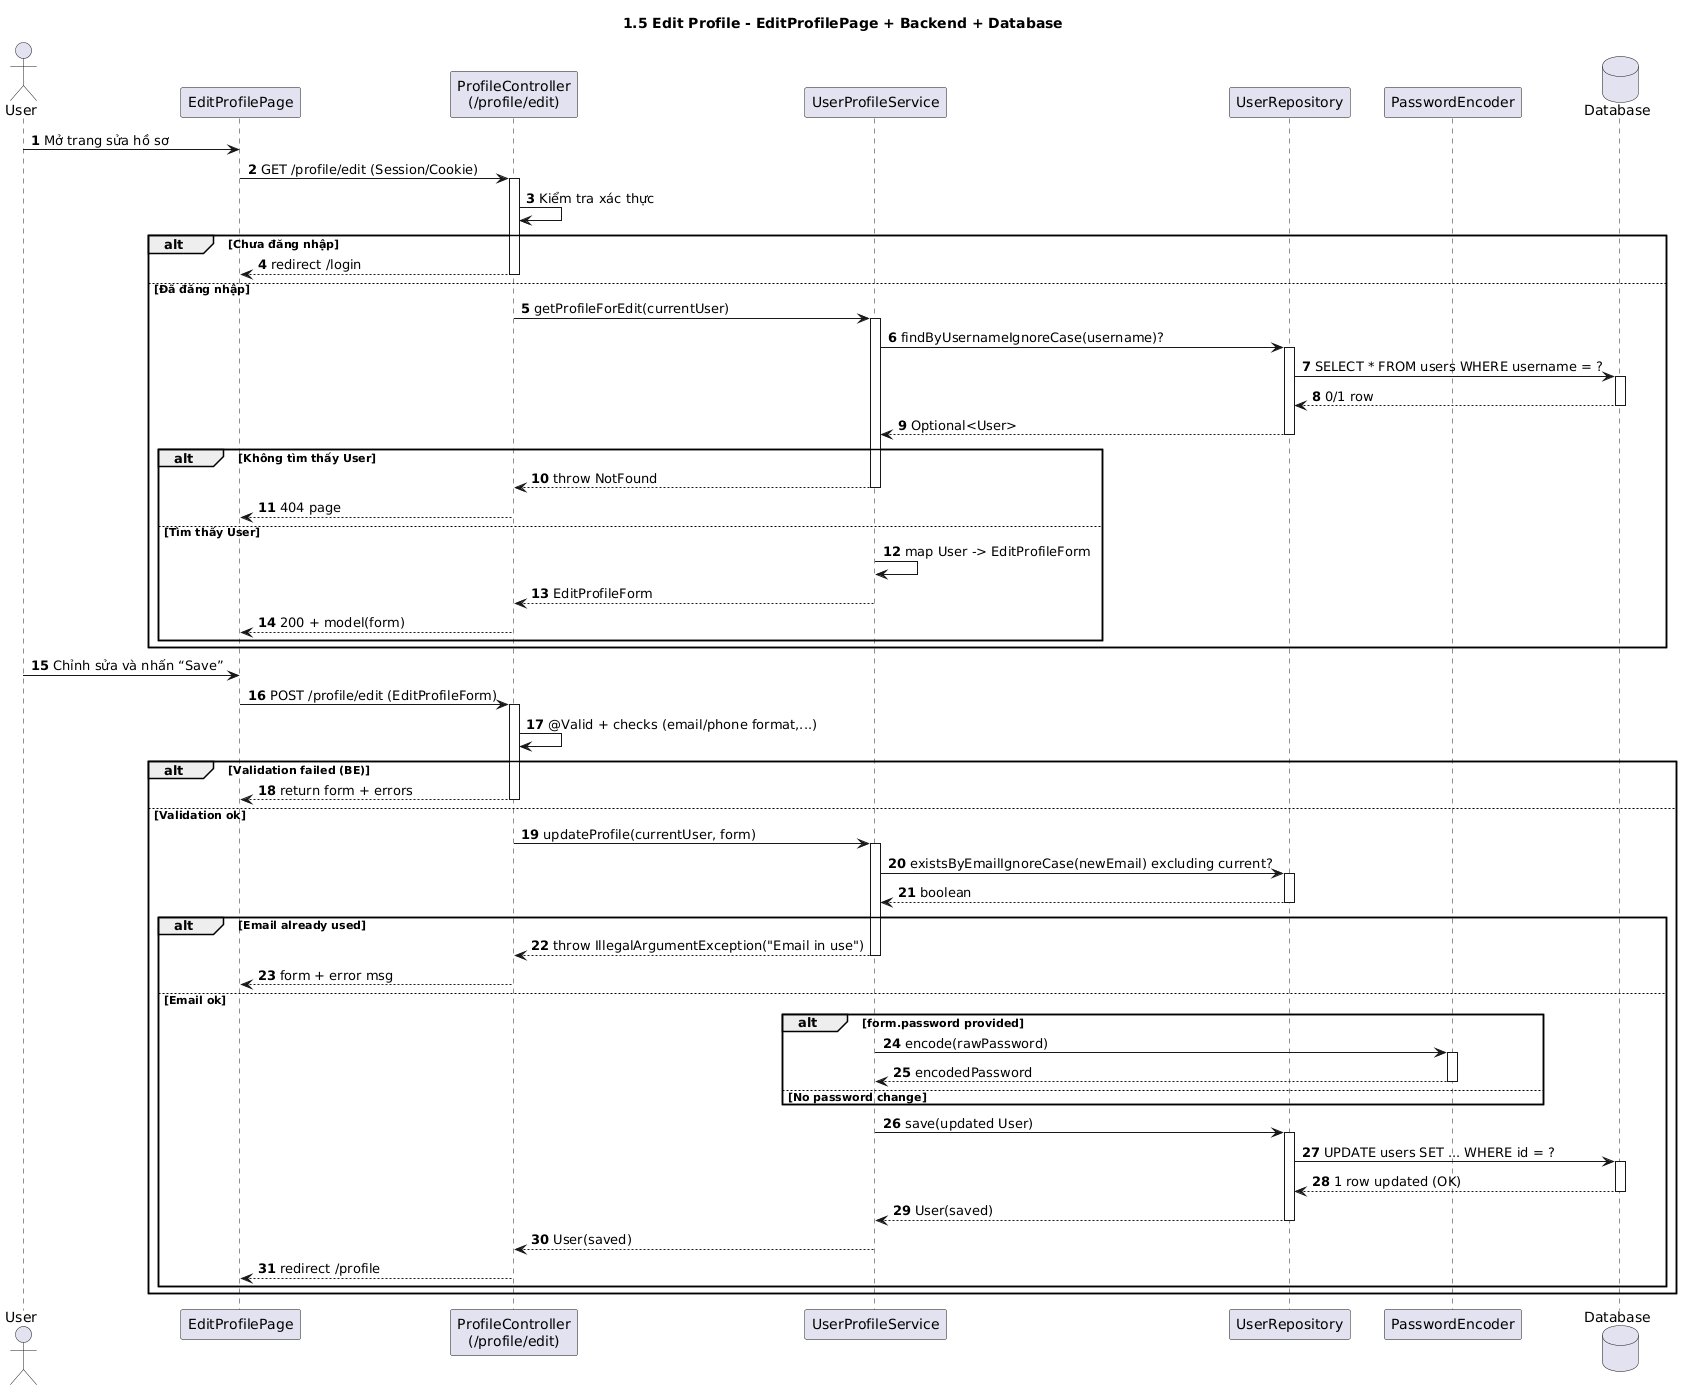 1.5 Edit Profile - EditProfilePage + Backend + Database
User
EditProfilePage
ProfileController
(/profile/edit)
UserProfileService
UserRepository
PasswordEncoder
Database
1 Mở trang sửa hồ sơ
2 GET /profile/edit (Session/Cookie)
3 Kiểm tra xác thực
alt [Chưa đăng nhập]
4 redirect /login
[Đã đăng nhập]
5 getProfileForEdit(currentUser)
6 findByUsernameIgnoreCase(username)?
7 SELECT * FROM users WHERE username = ?
8 0/1 row
9 Optional<User>
alt [Không tìm thấy User]
10 throw NotFound
11 404 page
[Tìm thấy User]
12 map User -> EditProfileForm
13 EditProfileForm
14 200 + model(form)
15 Chỉnh sửa và nhấn “Save”
16 POST /profile/edit (EditProfileForm)
17 @Valid + checks (email/phone format,...)
alt [Validation failed (BE)]
18 return form + errors
[Validation ok]
19 updateProfile(currentUser, form)
20 existsByEmailIgnoreCase(newEmail) excluding current?
21 boolean
alt [Email already used]
22 throw IllegalArgumentException("Email in use")
23 form + error msg
[Email ok]
alt [form.password provided]
24 encode(rawPassword)
25 encodedPassword
[No password change]
26 save(updated User)
27 UPDATE users SET ... WHERE id = ?
28 1 row updated (OK)
29 User(saved)
30 User(saved)
31 redirect /profile
User
EditProfilePage
ProfileController
(/profile/edit)
UserProfileService
UserRepository
PasswordEncoder
Database